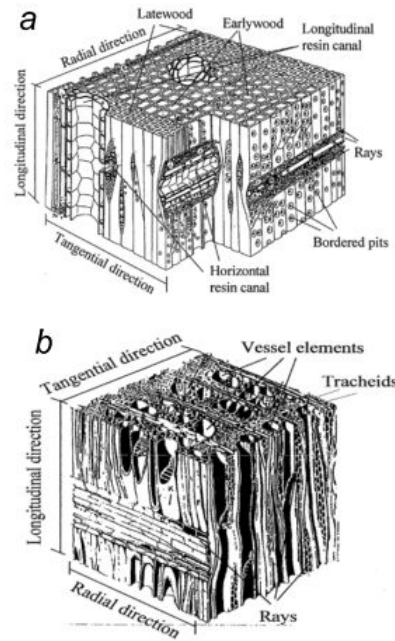 a
Latewood
Earlywood
Longitudinal
resin canal
Radial direction
Longitudinal direction
Rays
Bordered pits
Tangential direction
Horizontal
resin canal
b
Tangential direction
Vessel elements
Tracheids
Longitudinal direction
Rays
Radial direction